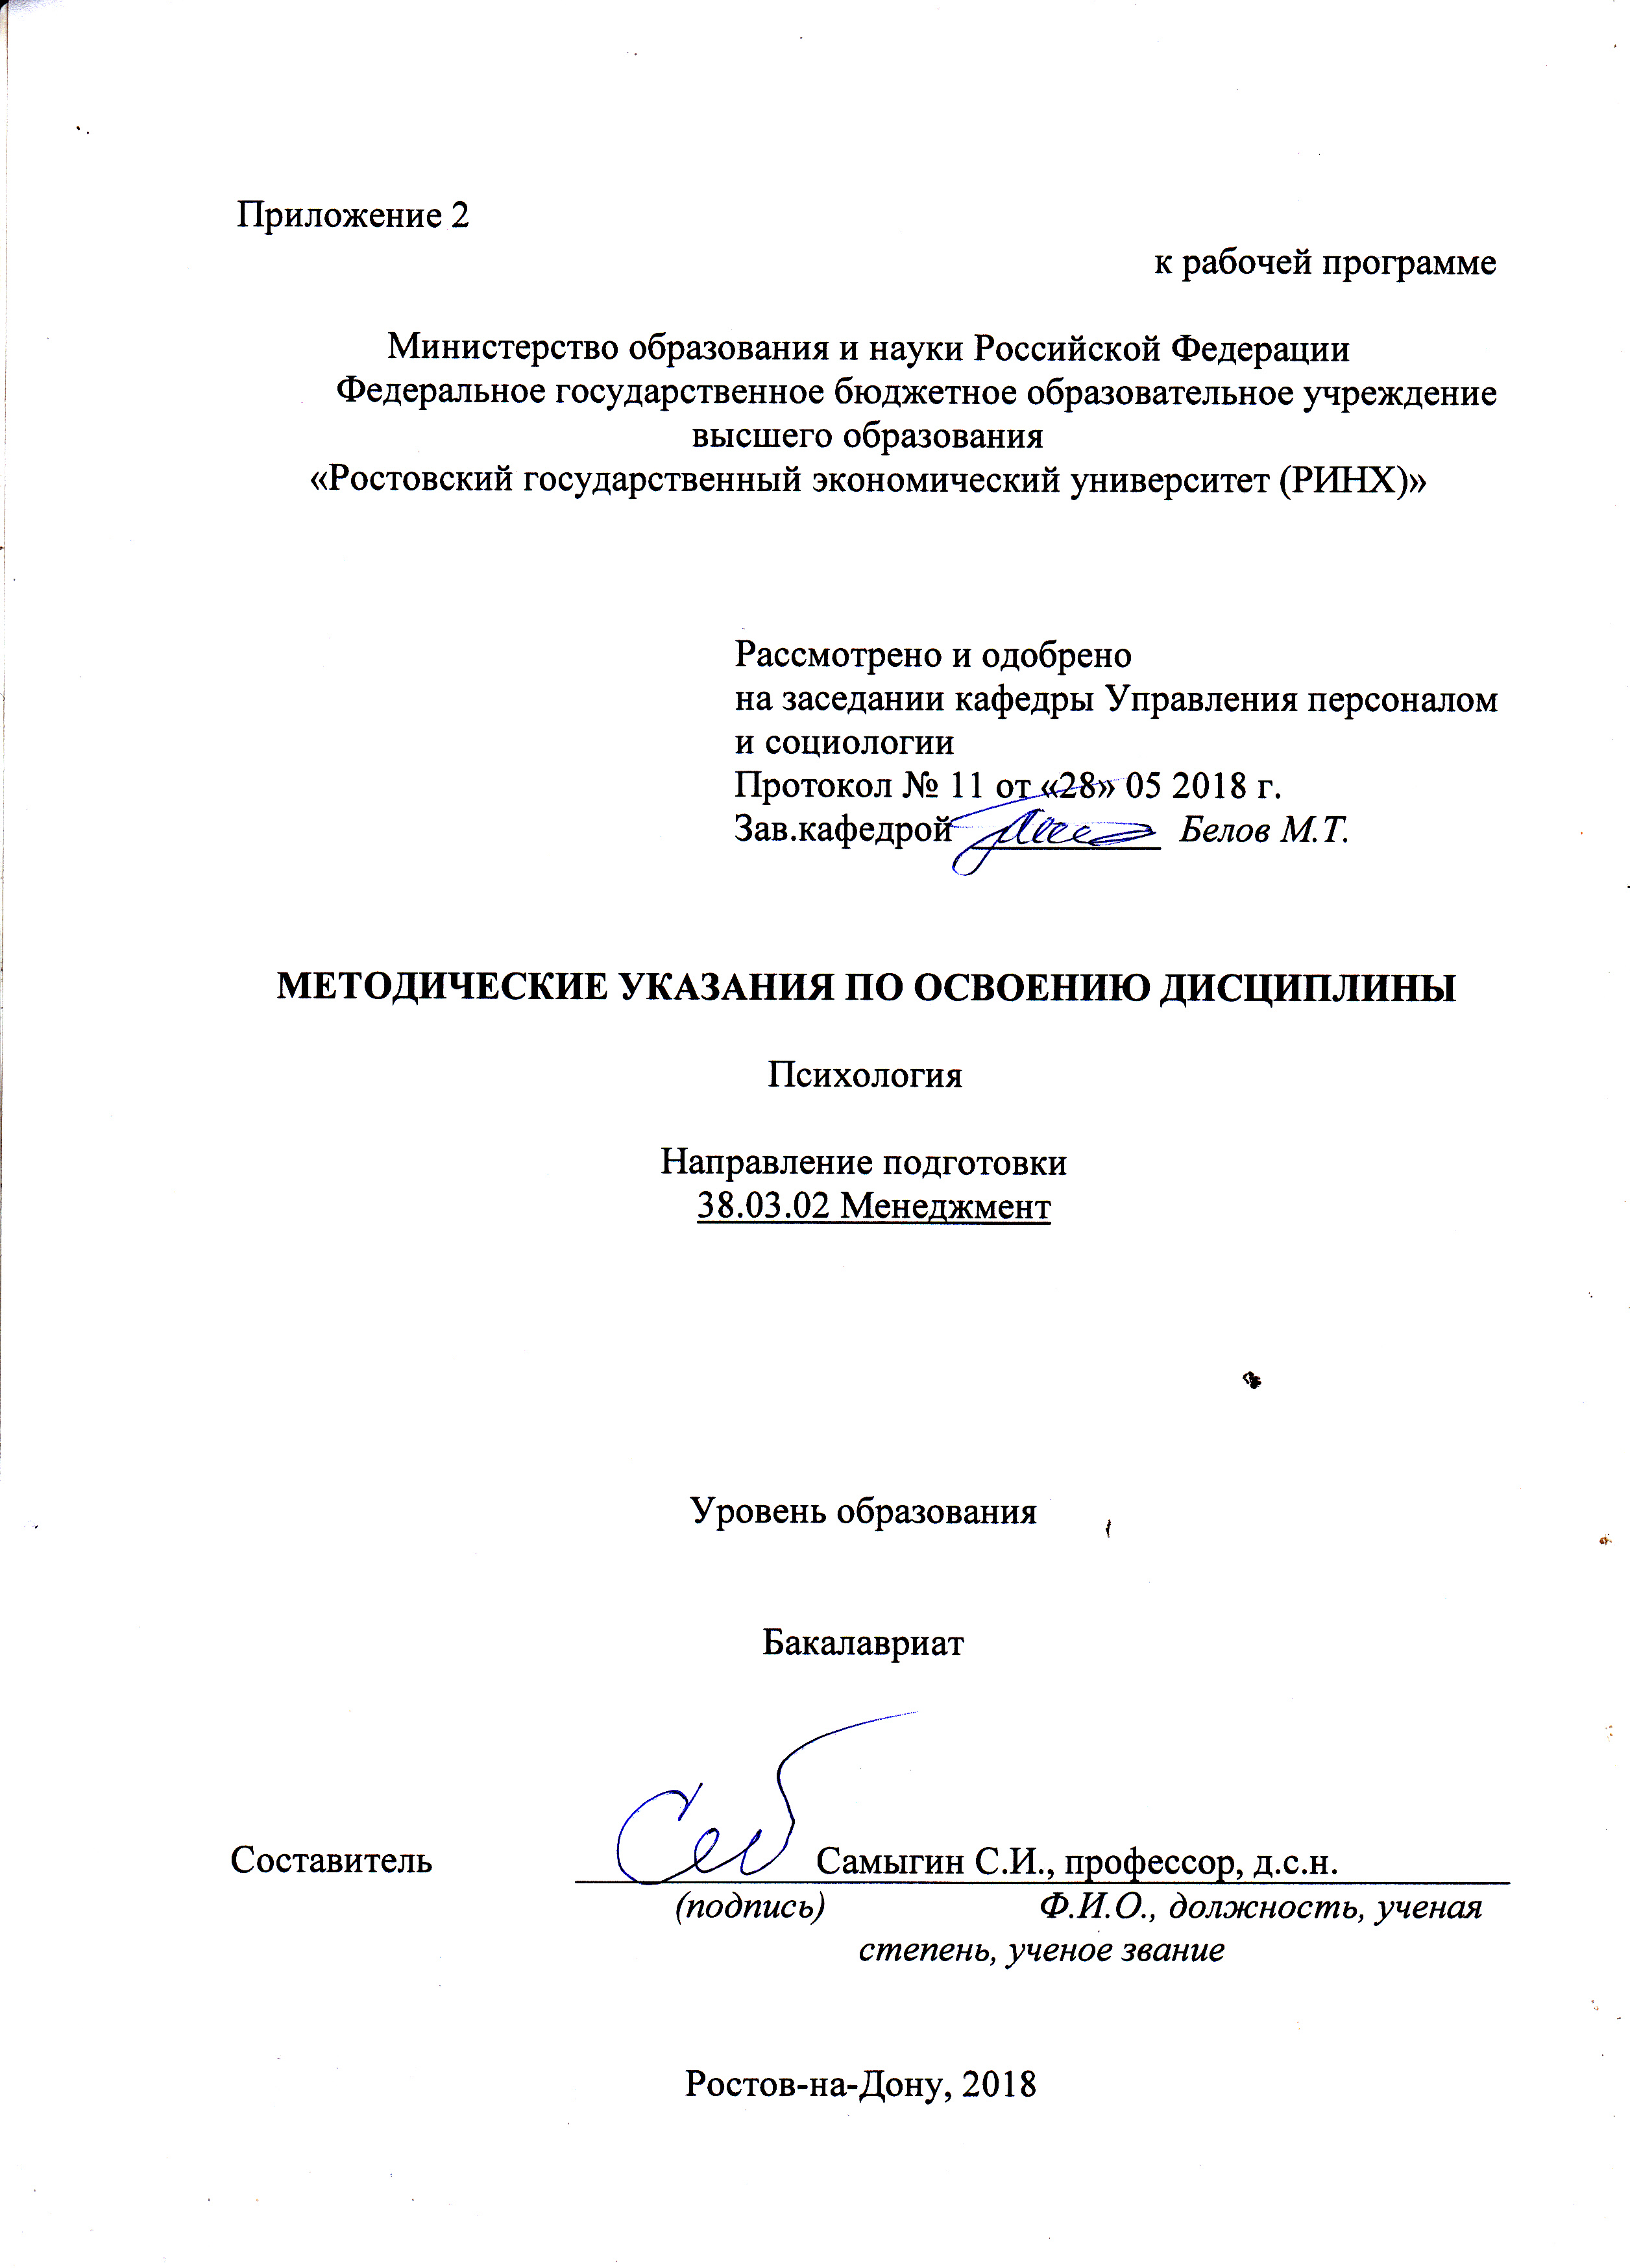 Приложение 2
к рабочей программе
Министерство образования и науки Российской Федерации
Федеральное государственное бюджетное образовательное учреждение
высшего образования
«Ростовский государственный экономический университет (РИНХ)»
Рассмотрено и одобрено
на заседании кафедры Управления персоналом
и социологии
Протокол № 11 от «28» 05 2018 г.
Зав.кафедрой Белов М.Т.
МЕТОДИЧЕСКИЕ УКАЗАНИЯ ПО ОСВОЕНИЮ ДИСЦИПЛИНЫ
Психология
Направление подготовки
38.03.02 Менеджмент
Уровень образования
Бакалавриат
Составитель Самыгин С.И., профессор, д.с.н.
(подпись) Ф.И.О., должность, ученая
степень, ученое звание
Ростов-на-Дону, 2018